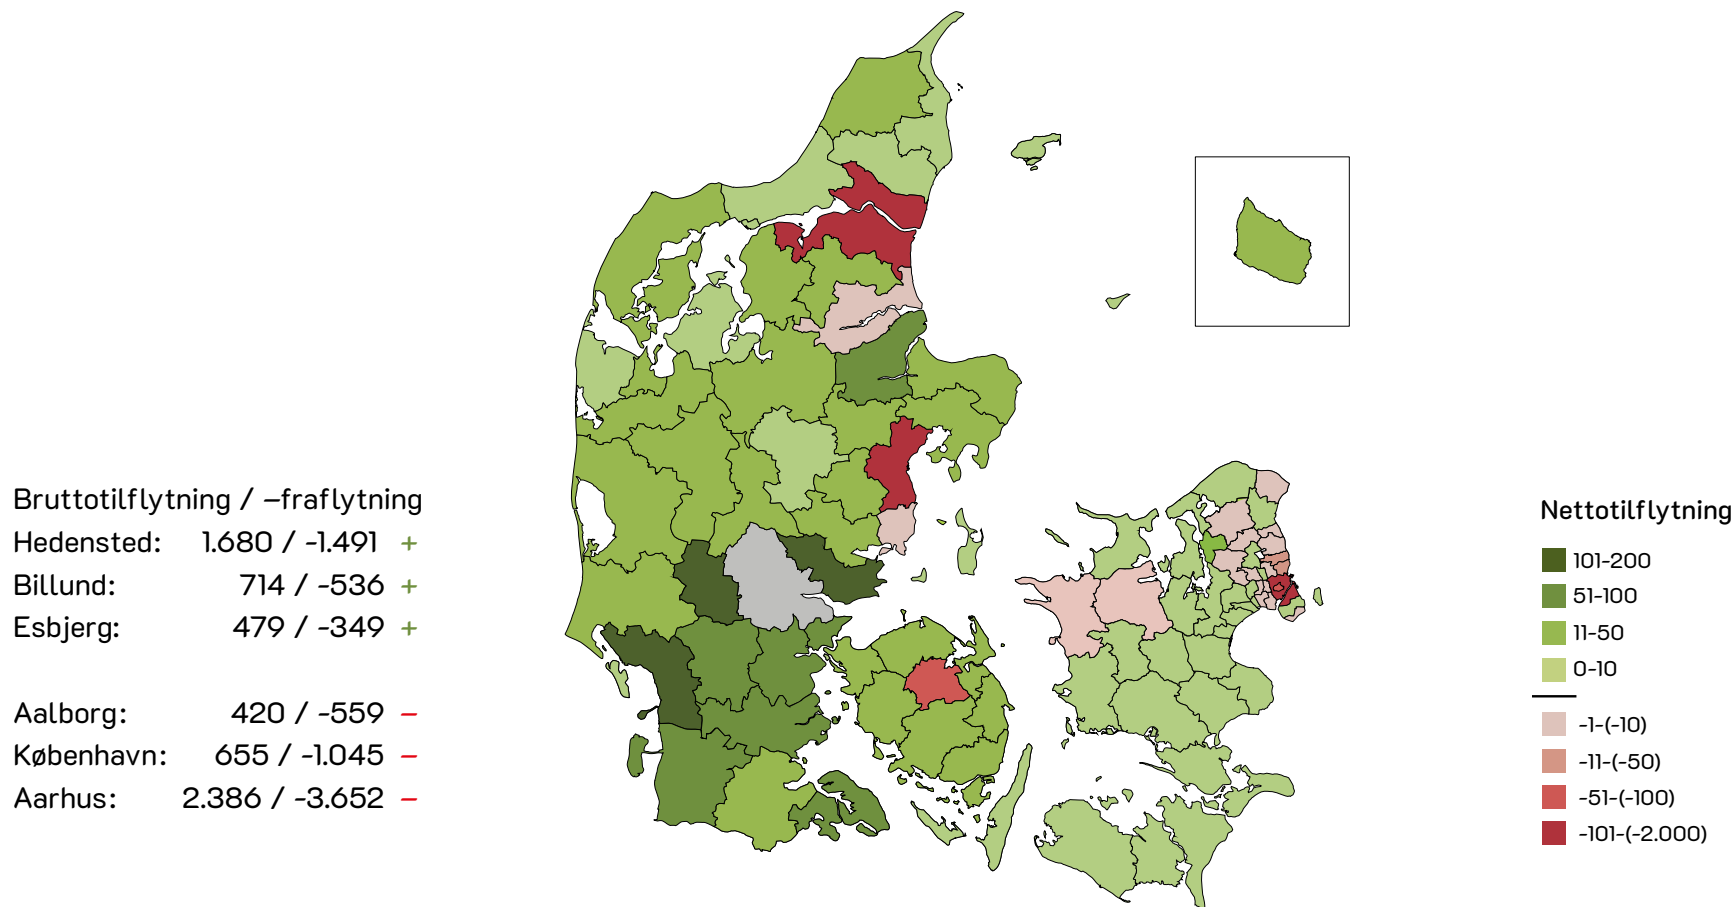 Bruttotilflytning / –fraflytning
Hedensted: 1.680 / -1.491 +
Billund: 714 / -536 +
Esbjerg: 479 / -349 +
Aalborg: 420 / -559 –
København: 655 / -1.045 –
Aarhus: 2.386 / -3.652 –
Nettotilflytning
101-200
51-100
11-50
0-10
-1-(-10)
-11-(-50)
-51-(-100)
-101-(-2.000)